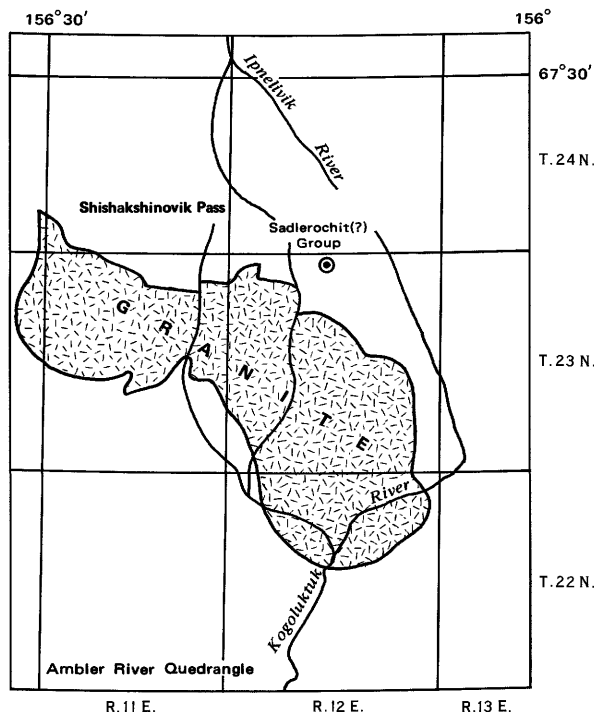 156°30′ 156°
67°30′
Ipnelivik River
T.24 N.
Shishakshinovik Pass
Sadlerochit(?)
Group
GRANITE
T.23 N.
River
T.22 N.
Kogoluktuk
Ambler River Quadrangle
R.11 E. R.12 E. R.13 E.